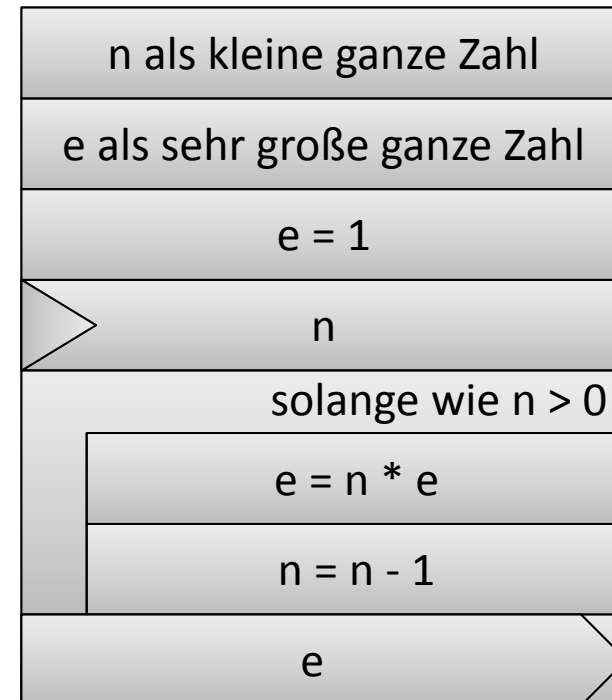 n als kleine ganze Zahl
e als sehr große ganze Zahl
e = 1
n
solange wie n > 0
e = n * e
n = n - 1
e